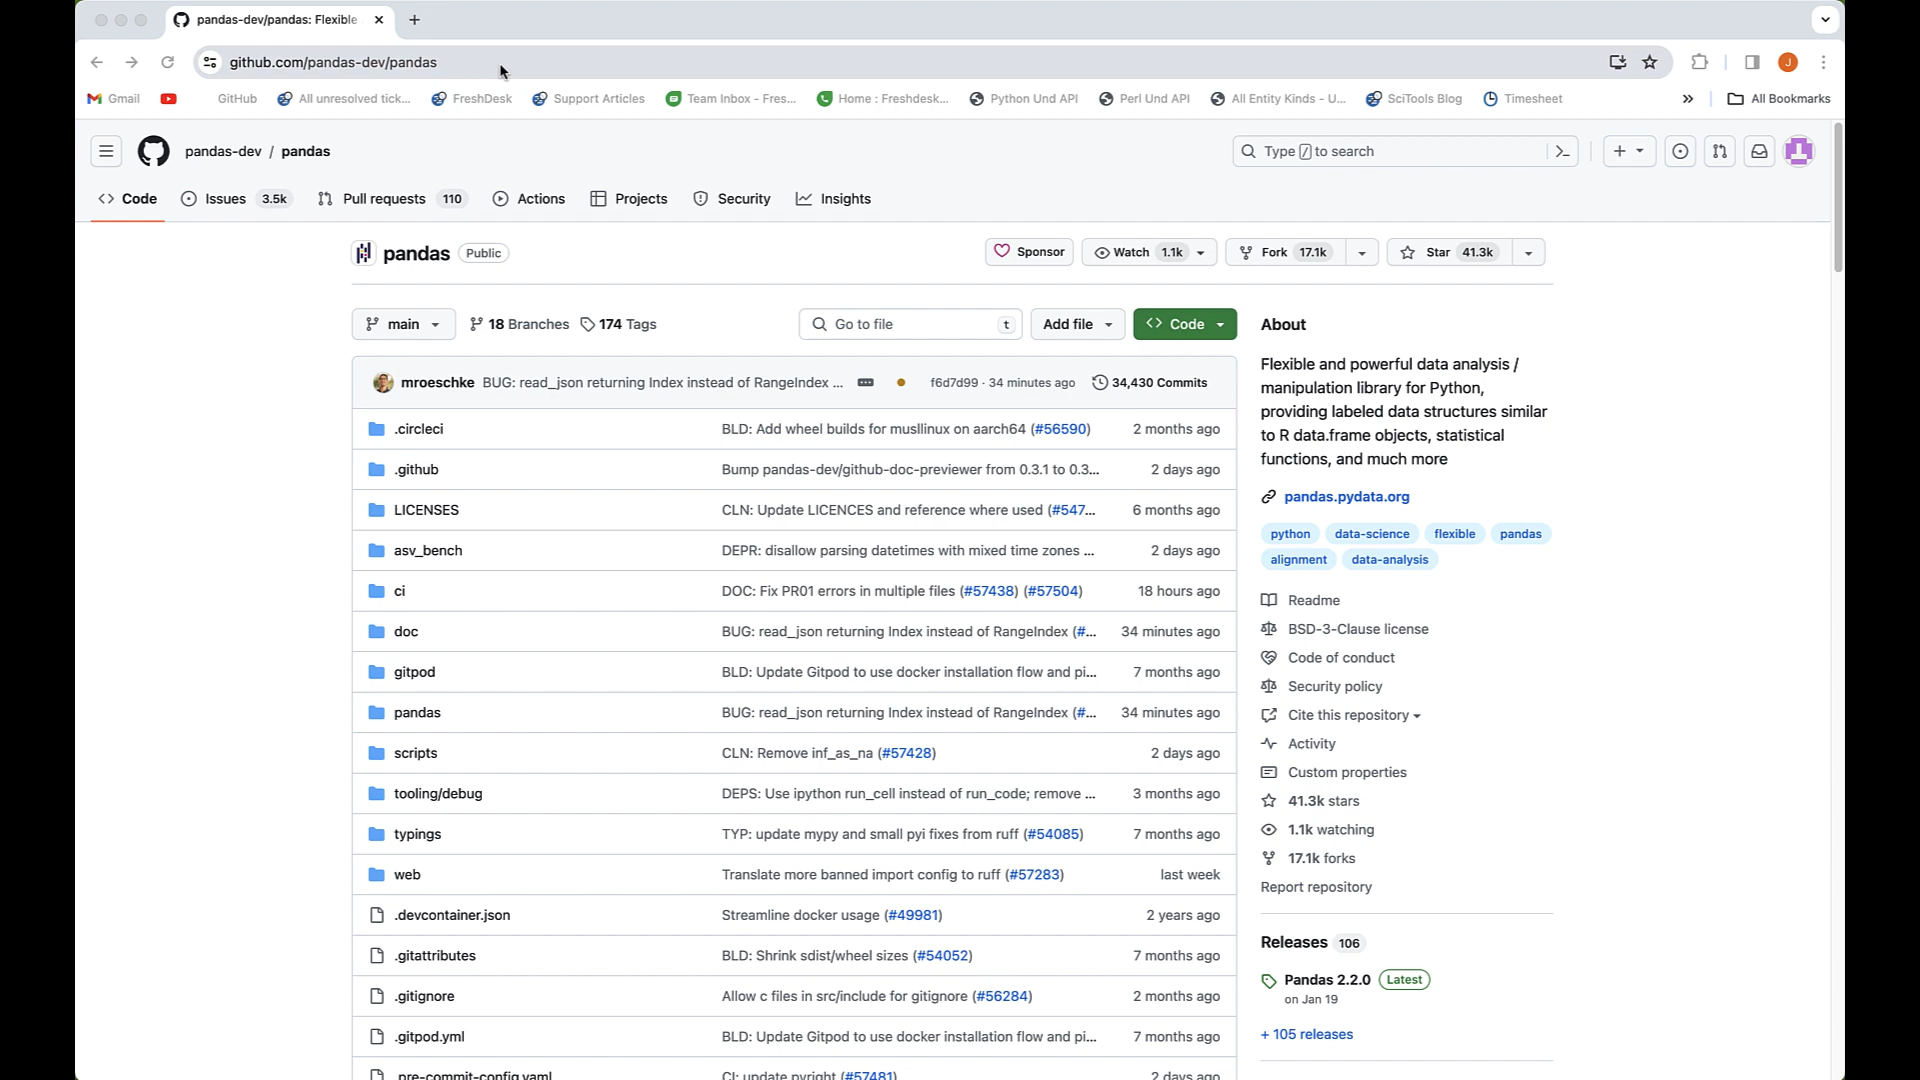 pandas-dev/pandas: Flexible
github.com/pandas-dev/pandas
J
Gmail
GitHub
All unresolved tick...
FreshDesk
Support Articles
Team Inbox - Fres...
Home : Freshdesk...
Python Und API
Perl Und API
All Entity Kinds - U...
SciTools Blog
Timesheet
All Bookmarks
pandas-dev / pandas
Type / to search
Code
Issues 3.5k
Pull requests 110
Actions
Projects
Security
Insights
pandas Public
Sponsor
Watch 1.1k
Fork 17.1k
Star 41.3k
main
18 Branches
174 Tags
Go to file t
Add file
Code
mroeschke BUG: read_json returning Index instead of RangeIndex ... f6d7d99 · 34 minutes ago 34,430 Commits
.circleci BLD: Add wheel builds for musllinux on aarch64 (#56590) 2 months ago
.github Bump pandas-dev/github-doc-previewer from 0.3.1 to 0.3... 2 days ago
LICENSES CLN: Update LICENCES and reference where used (#547... 6 months ago
asv_bench DEPR: disallow parsing datetimes with mixed time zones ... 2 days ago
ci DOC: Fix PR01 errors in multiple files (#57438) (#57504) 18 hours ago
doc BUG: read_json returning Index instead of RangeIndex (#... 34 minutes ago
gitpod BLD: Update Gitpod to use docker installation flow and pi... 7 months ago
pandas BUG: read_json returning Index instead of RangeIndex (#... 34 minutes ago
scripts CLN: Remove inf_as_na (#57428) 2 days ago
tooling/debug DEPS: Use ipython run_cell instead of run_code; remove ... 3 months ago
typings TYP: update mypy and small pyi fixes from ruff (#54085) 7 months ago
web Translate more banned import config to ruff (#57283) last week
.devcontainer.json Streamline docker usage (#49981) 2 years ago
.gitattributes BLD: Shrink sdist/wheel sizes (#54052) 7 months ago
.gitignore Allow c files in src/include for gitignore (#56284) 2 months ago
.gitpod.yml BLD: Update Gitpod to use docker installation flow and pi... 7 months ago
.pre-commit-config.yaml CI: update pyright (#57481) 2 days ago
About
Flexible and powerful data analysis /
manipulation library for Python,
providing labeled data structures similar
to R data.frame objects, statistical
functions, and much more
pandas.pydata.org
python data-science flexible pandas
alignment data-analysis
Readme
BSD-3-Clause license
Code of conduct
Security policy
Cite this repository
Activity
Custom properties
41.3k stars
1.1k watching
17.1k forks
Report repository
Releases 106
Pandas 2.2.0 Latest
on Jan 19
+ 105 releases